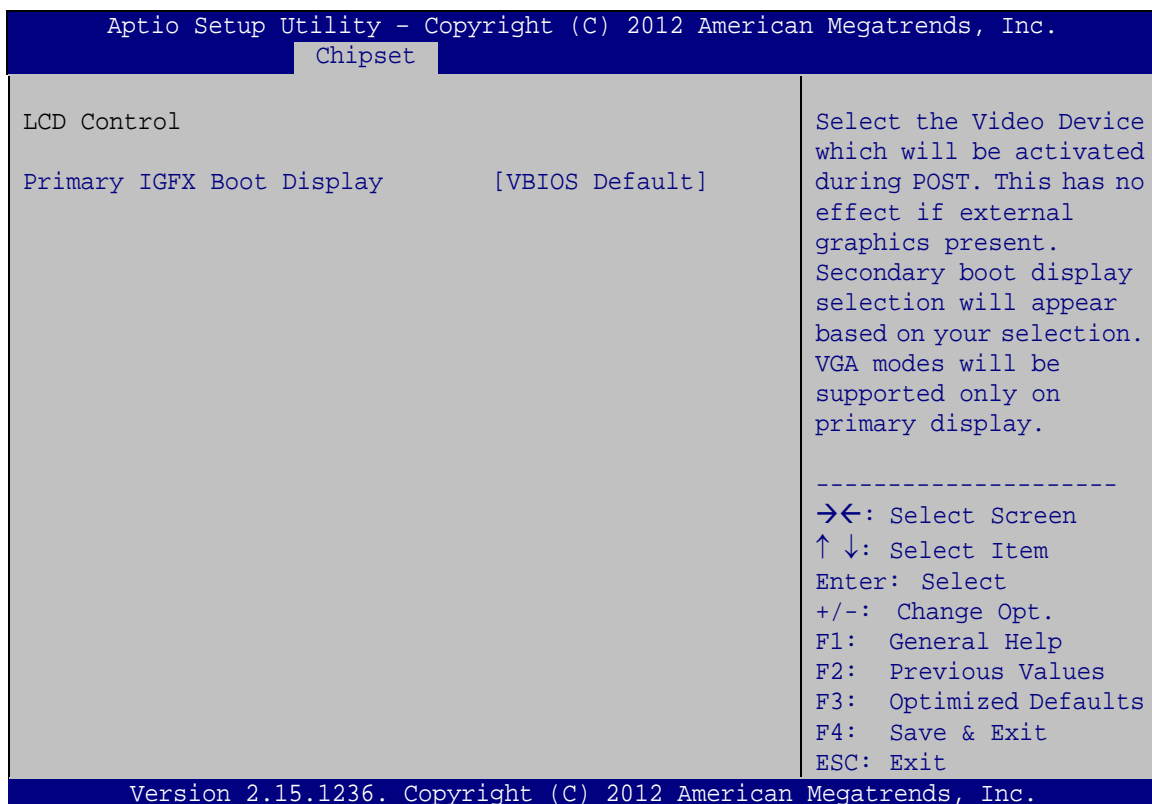 Aptio Setup Utility – Copyright (C) 2012 American Megatrends, Inc.
Chipset
LCD Control
Primary IGFX Boot Display [VBIOS Default]
Select the Video Device
which will be activated
during POST. This has no
effect if external
graphics present.
Secondary boot display
selection will appear
based on your selection.
VGA modes will be
supported only on
primary display.
---------------------
→←: Select Screen
↑ ↓: Select Item
Enter: Select
+/-: Change Opt.
F1: General Help
F2: Previous Values
F3: Optimized Defaults
F4: Save & Exit
ESC: Exit
Version 2.15.1236. Copyright (C) 2012 American Megatrends, Inc.